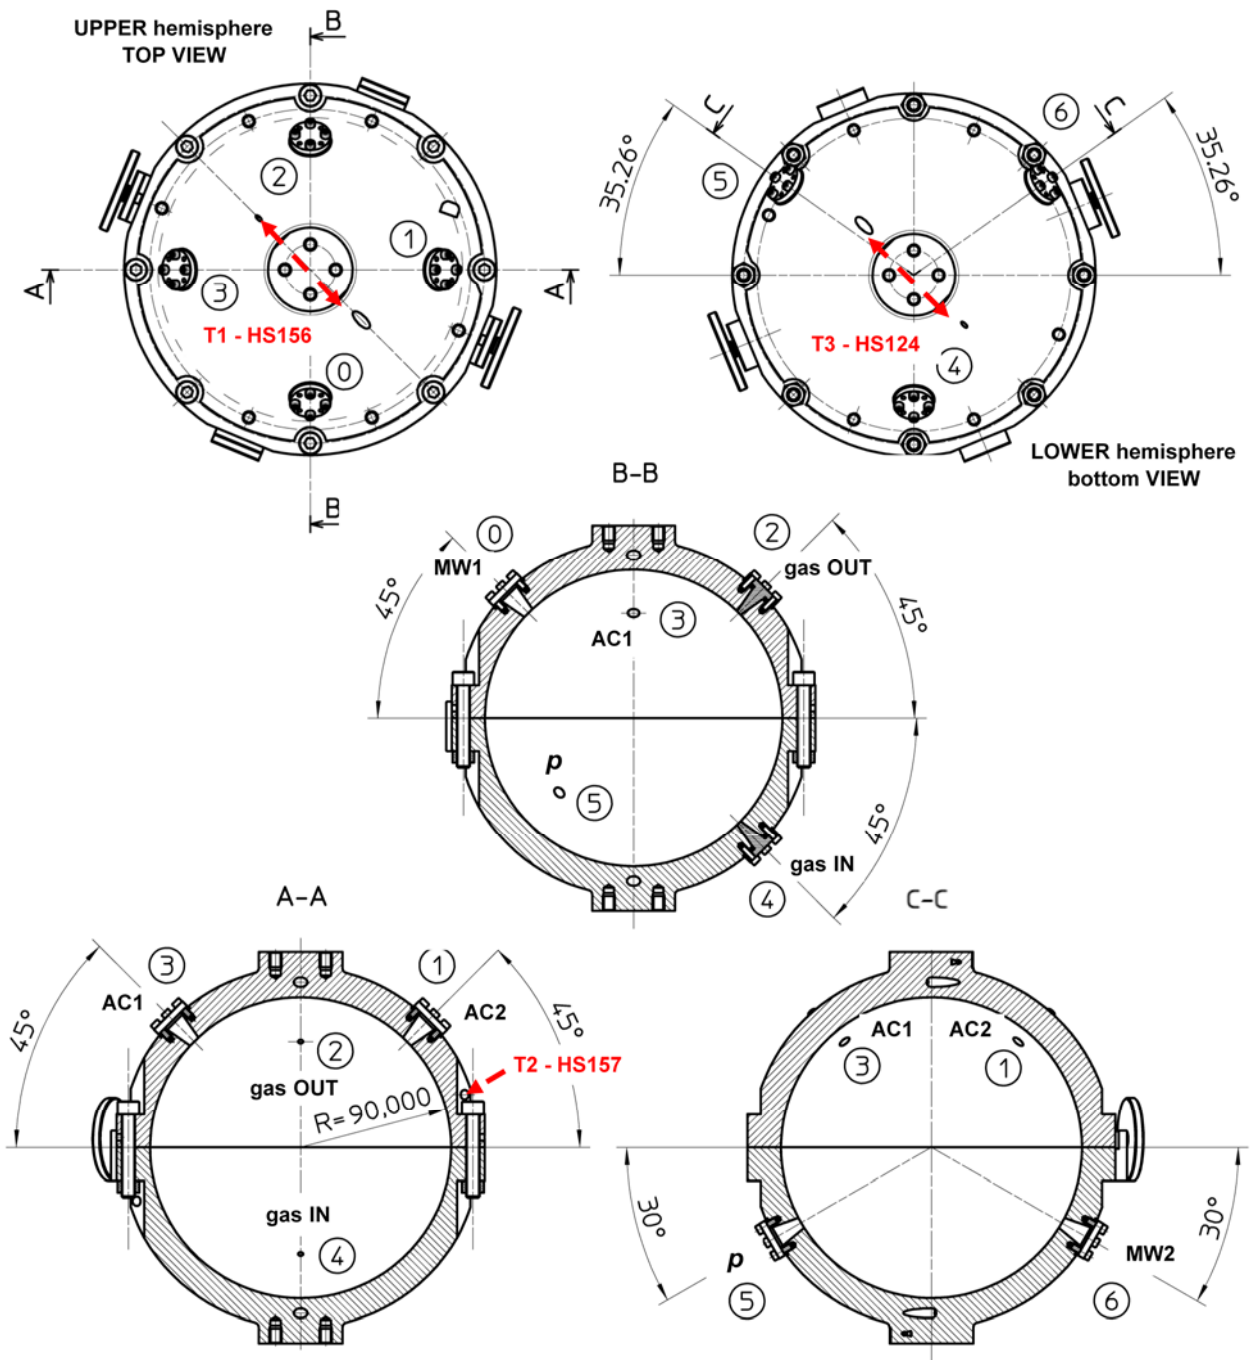 UPPER hemisphere
TOP VIEW
B
B
A
A
2
1
3
0
T1 - HS156
C
C
35.26°
35.26°
5
6
4
T3 - HS124
LOWER hemisphere
bottom VIEW
B-B
0
MW1
2
gas OUT
45°
45°
3
AC1
p
5
45°
gas IN
4
A-A
3
AC1
1
AC2
45°
45°
2
gas OUT
T2 - HS157
R=90,000
gas IN
4
C-C
AC1
AC2
3
1
30°
30°
p
5
MW2
6